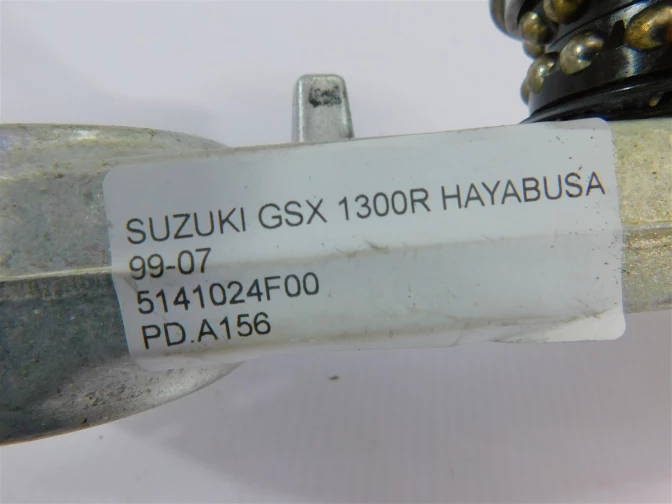 SUZUKI GSX 1300R HAYABUSA
99-07
5141024F00
PD.A156